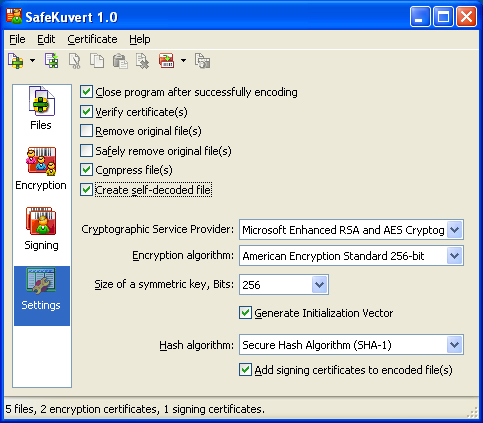 SafeKuvert 1.0
File Edit Certificate Help
Files
Encryption
Signing
Settings
Close program after successfully encoding
Verify certificate(s)
Remove original file(s)
Safely remove original file(s)
Compress file(s)
Create self-decoded file
Cryptographic Service Provider: Microsoft Enhanced RSA and AES Cryptog
Encryption algorithm: American Encryption Standard 256-bit
Size of a symmetric key, Bits: 256
Generate Initialization Vector
Hash algorithm: Secure Hash Algorithm (SHA-1)
Add signing certificates to encoded file(s)
5 files, 2 encryption certificates, 1 signing certificates.